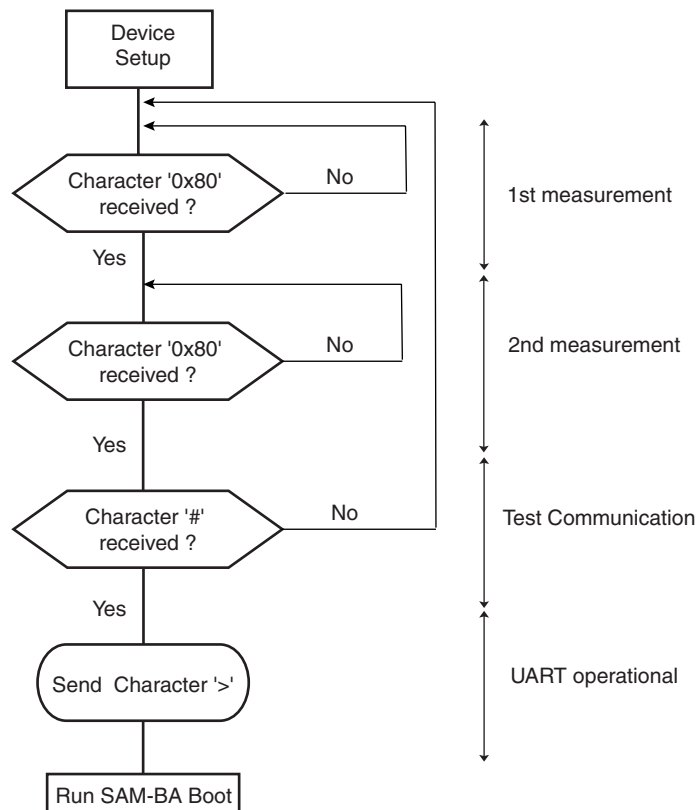 Device
Setup
Character '0x80'
received ?
No
1st measurement
Yes
Character '0x80'
received ?
No
2nd measurement
Yes
Character '#'
received ?
No
Test Communication
Yes
Send Character '>'
UART operational
Run SAM-BA Boot